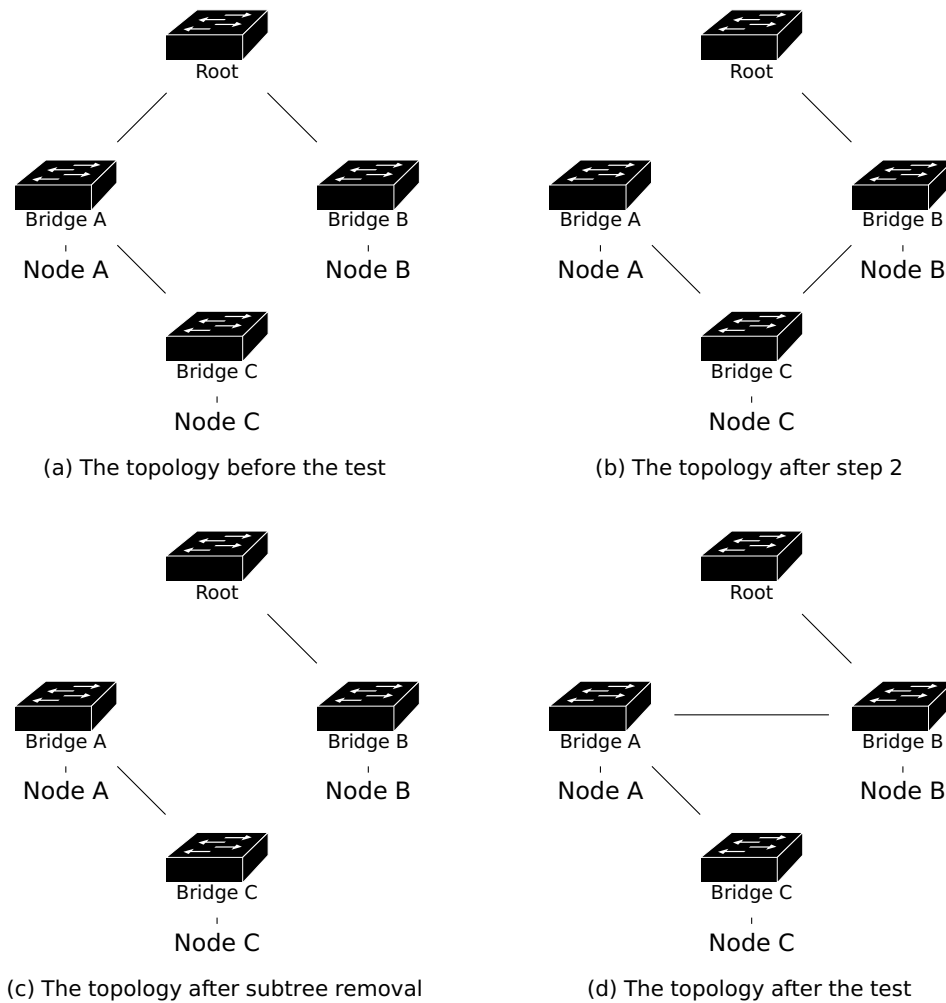 Root
Bridge A
Bridge B
Node A
Node B
Bridge C
Node C
(a) The topology before the test
Root
Bridge A
Bridge B
Node A
Node B
Bridge C
Node C
(b) The topology after step 2
Root
Bridge A
Bridge B
Node A
Node B
Bridge C
Node C
(c) The topology after subtree removal
Root
Bridge A
Bridge B
Node A
Node B
Bridge C
Node C
(d) The topology after the test